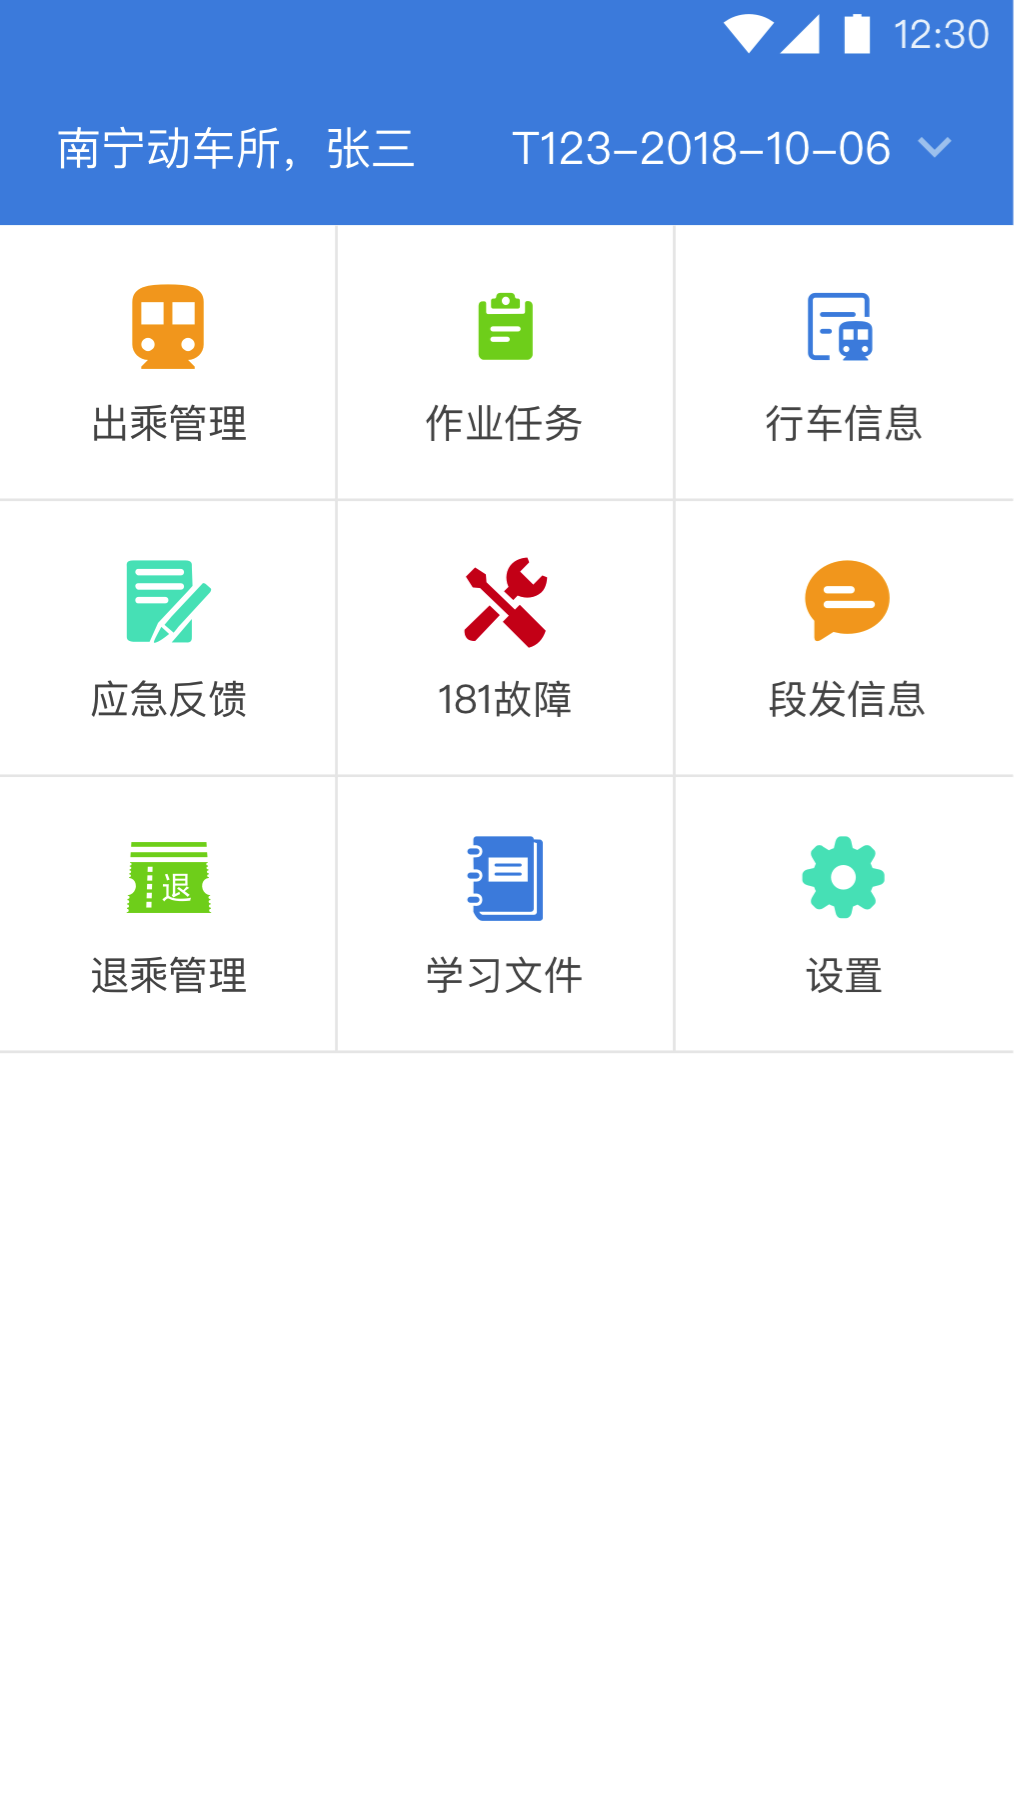 12:30
南宁动车所，张三 T123-2018-10-06
出乘管理 作业任务 行车信息
应急反馈 181故障 段发信息
退
退乘管理 学习文件 设置